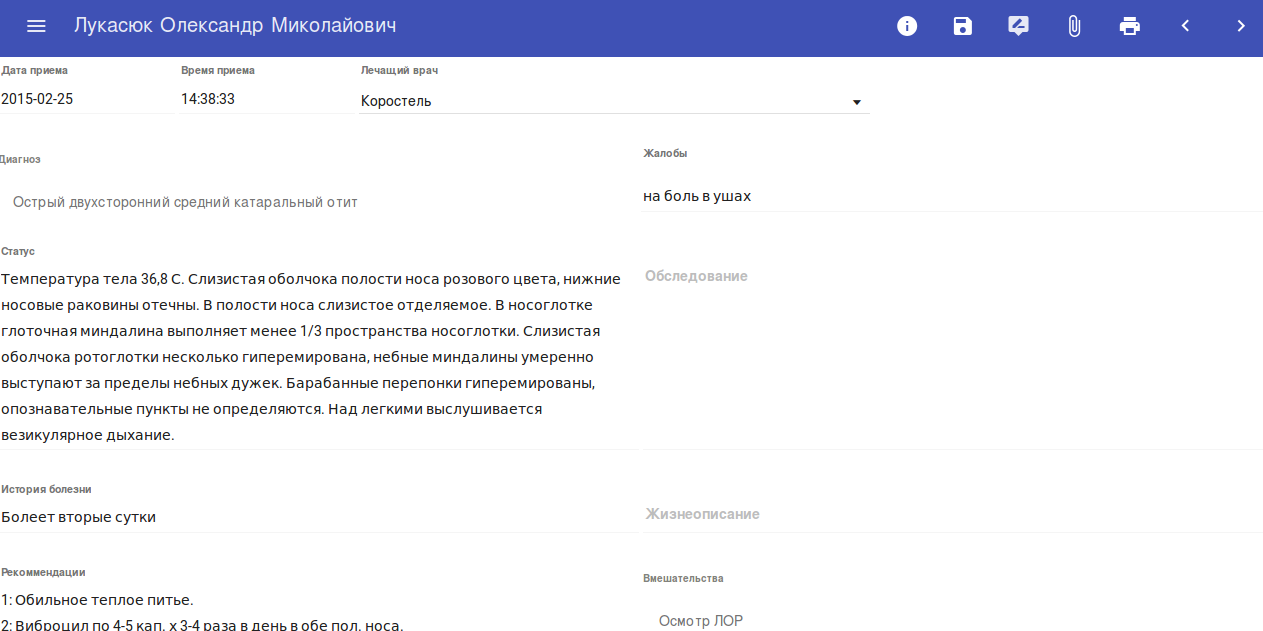 Лукасюк Олександр Миколайович
Дата приема
Время приема
Лечащий врач
2015-02-25
14:38:33
Коростель
Диагноз
Острый двухсторонний средний катаральный отит
Жалобы
на боль в ушах
Статус
Температура тела 36,8 С. Слизистая оболчока полости носа розового цвета, нижние
носовые раковины отечны. В полости носа слизистое отделяемое. В носоглотке
глоточная миндалина выполняет менее 1/3 пространства носоглотки. Слизистая
оболчока ротоглотки несколько гиперемирована, небные миндалины умеренно
выступают за пределы небных дужек. Барабанные перепонки гиперемированы,
опознавательные пункты не определяются. Над легкими выслушивается
везикулярное дыхание.
Обследование
История болезни
Болеет вторые сутки
Жизнеописание
Рекоммендации
1: Обильное теплое питье.
2: Виброцил по 4-5 кап. х 3-4 раза в день в обе пол. носа.
Вмешательства
Осмотр ЛОР